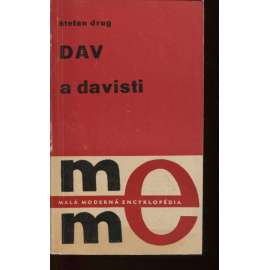 štefan drug
DAV
a davisti
m
MALÁ MODERNÁ ENCYKLOPÉDIA
e
m